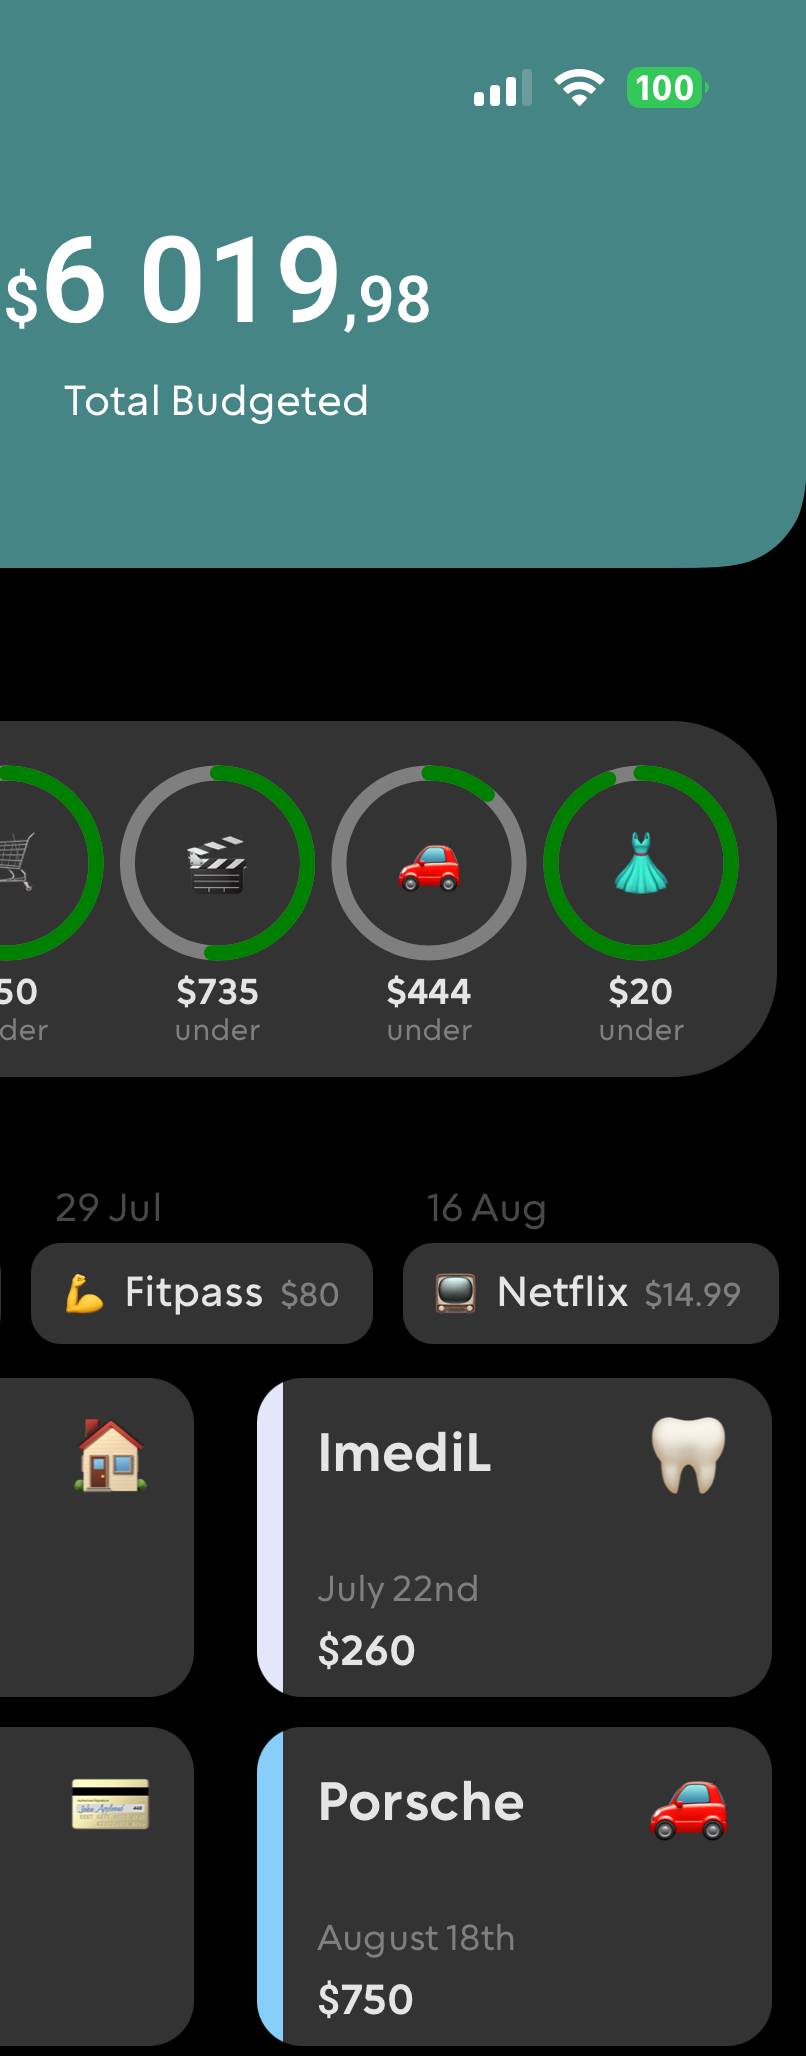 100
$6 019,98
Total Budgeted
50 $735 $444 $20
der under under under
29 Jul 16 Aug
Fitpass $80 Netflix $14.99
ImediL
July 22nd
$260
Porsche
August 18th
$750